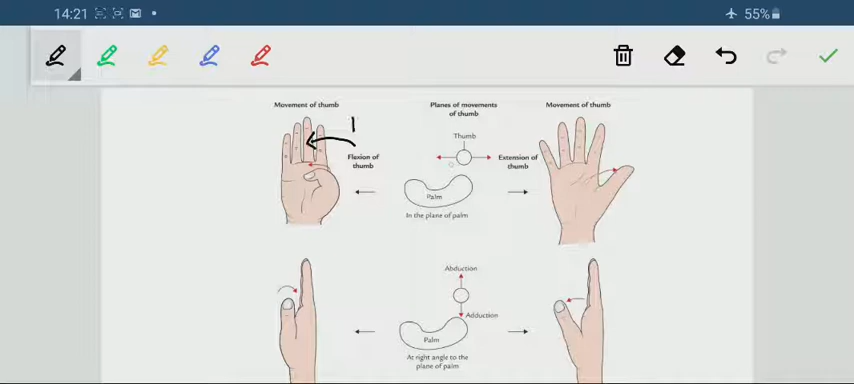 14:21
55%
Movement of thumb
Planes of movements
of thumb
Movement of thumb
1
Thumb
Flexion of
thumb
Extension of
thumb
Palm
In the plane of palm
Abduction
Adduction
Palm
At right angle to the
plane of palm